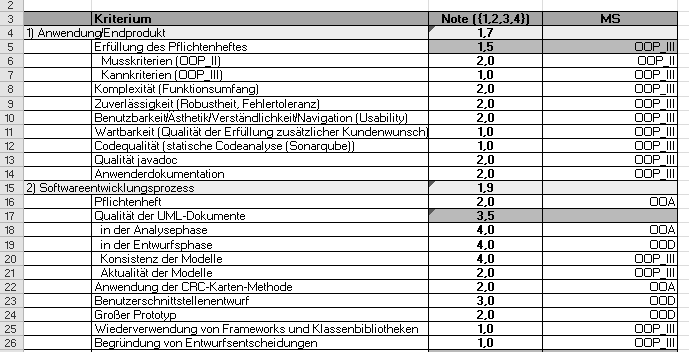 2
3 Kriterium Note ({1,2,3,4}) MS
4 1) Anwendung/Endprodukt 1,7
5 Erfüllung des Pflichtenheftes 1,5 OOP_III
6 Musskriterien (OOP_II) 2,0 OOP_II
7 Kannkriterien (OOP_III) 1,0 OOP_III
8 Komplexität (Funktionsumfang) 2,0 OOP_III
9 Zuverlässigkeit (Robustheit, Fehlertoleranz) 2,0 OOP_III
10 Benutzbarkeit/Ästhetik/Verständlichkeit/Navigation (Usability) 2,0 OOP_III
11 Wartbarkeit (Qualität der Erfüllung zusätzlicher Kundenwunsch) 1,0 OOP_III
12 Codequalität (statische Codeanalyse (Sonarqube)) 1,0 OOP_III
13 Qualität javadoc 2,0 OOP_III
14 Anwenderdokumentation 2,0 OOP_III
15 2) Softwareentwicklungsprozess 1,9
16 Pflichtenheft 2,0 OOA
17 Qualität der UML-Dokumente 3,5
18 in der Analysephase 4,0 OOA
19 in der Entwurfsphase 4,0 OOD
20 Konsistenz der Modelle 4,0 OOP_III
21 Aktualität der Modelle 2,0 OOP_III
22 Anwendung der CRC-Karten-Methode 2,0 OOA
23 Benutzerschnittstellenentwurf 3,0 OOD
24 Großer Prototyp 2,0 OOD
25 Wiederverwendung von Frameworks und Klassenbibliotheken 1,0 OOP_III
26 Begründung von Entwurfsentscheidungen 1,0 OOP_III